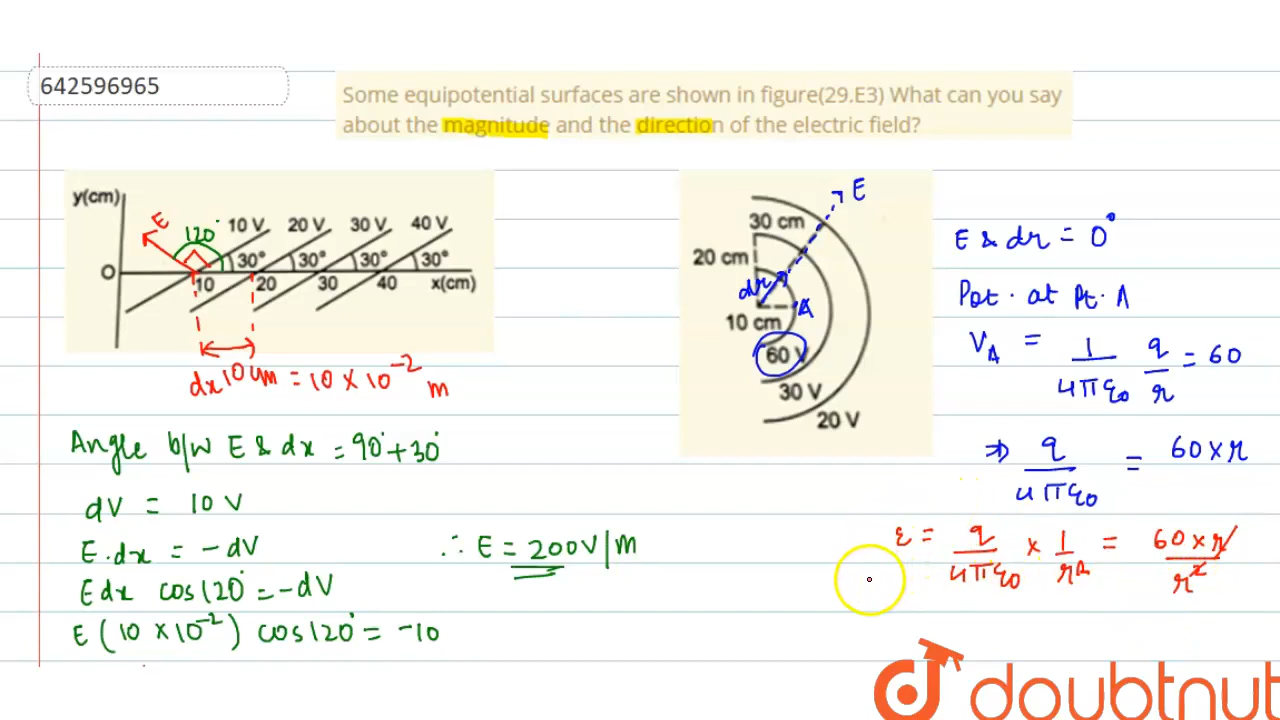 642596965
Some equipotential surfaces are shown in figure(29.E3) What can you say
about the magnitude and the direction of the electric field?
y(cm)
E
120°
10 V 20 V 30 V 40 V
30° 30° 30° 30°
O
10 20 30 40 x(cm)
dx 10 cm = 10 × 10⁻² m
Angle b/w E & dx = 90° + 30°
dV = 10 V
E.dx = -dV
Edx cos 120° = -dV
E (10 × 10⁻²) cos 120° = -10
∴ E = 200 V/m
E
30 cm
20 cm
dr
A
10 cm
60 V
30 V
20 V
E & dr = 0°
Pot. at Pt. A
V_A = 1/4πε₀ q/r = 60
⇒ q/4πε₀ = 60 × r
E = q/4πε₀ × 1/r² = 60 × r/r²
doubtnut